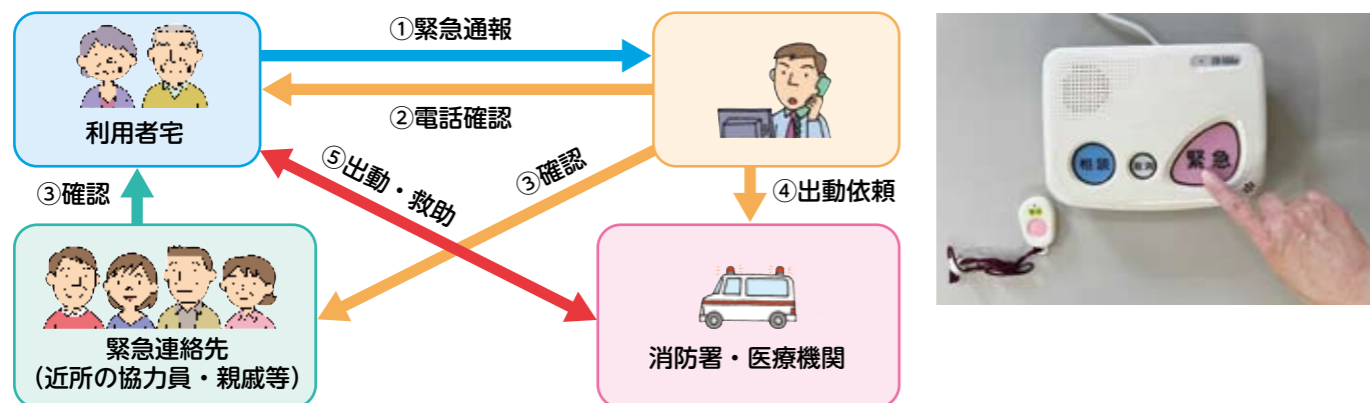 ①緊急通報
②電話確認
利用者宅
⑤出動・救助
③確認
③確認
④出動依頼
緊急連絡先
（近所の協力員・親戚等）
消防署・医療機関
相談
緊急